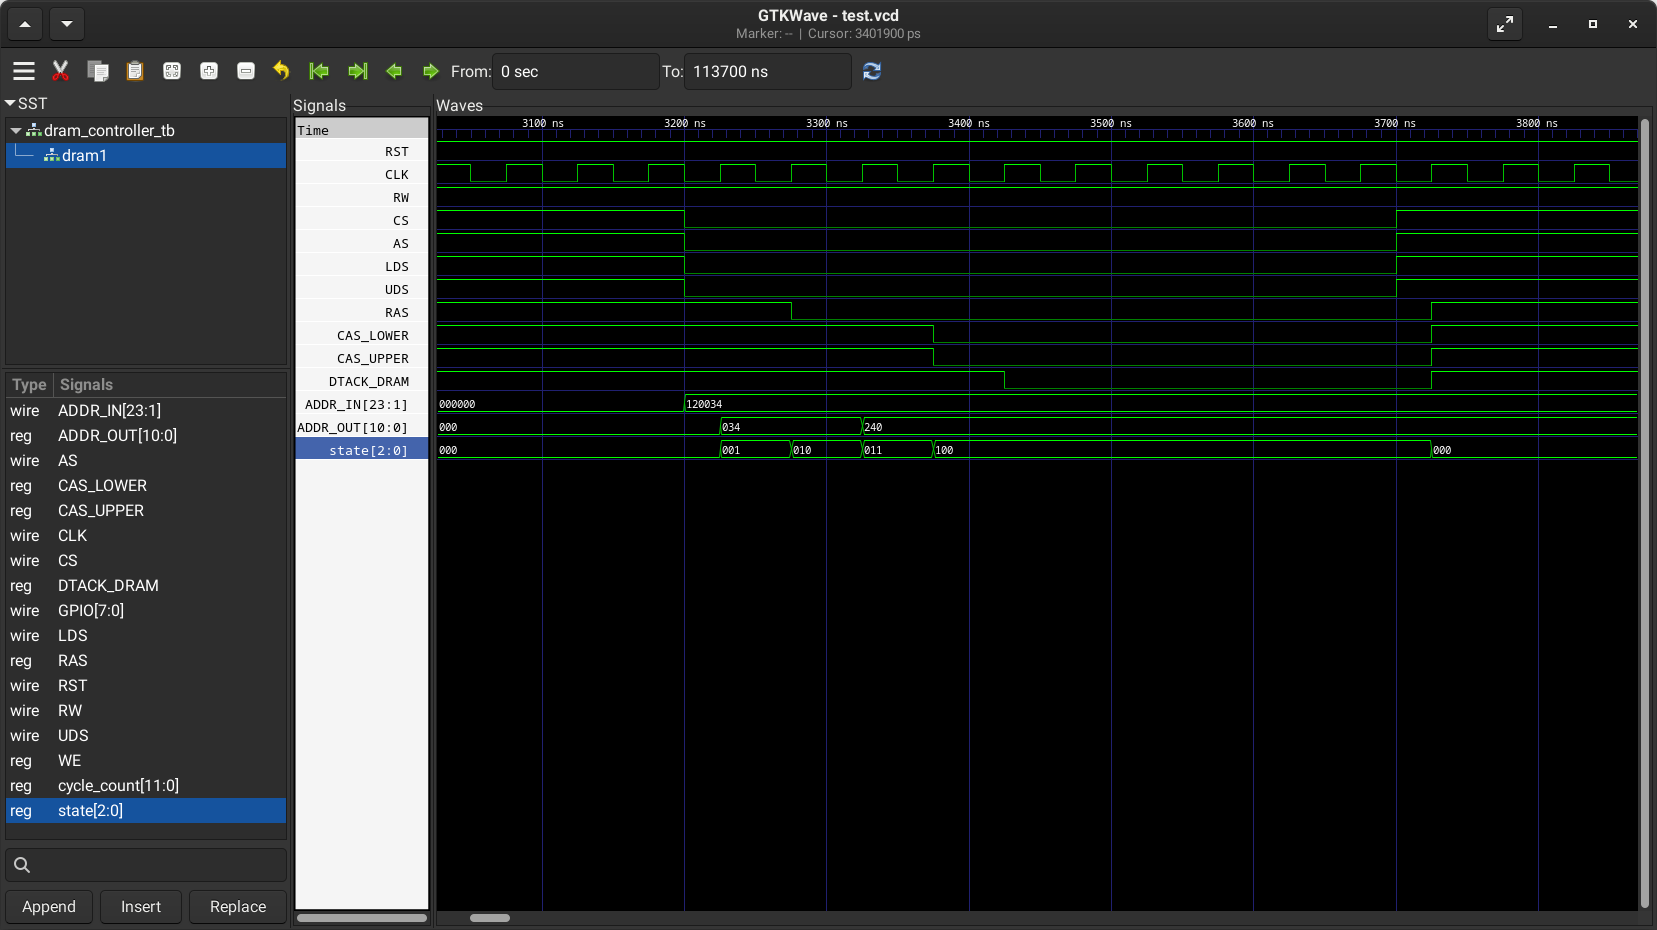 GTKWave - test.vcd
Marker: -- | Cursor: 3401900 ps
From: 0 sec To: 113700 ns
SST
dram_controller_tb
dram1
Type Signals
wire ADDR_IN[23:1]
reg ADDR_OUT[10:0]
wire AS
reg CAS_LOWER
reg CAS_UPPER
wire CLK
wire CS
reg DTACK_DRAM
wire GPIO[7:0]
wire LDS
reg RAS
wire RST
wire RW
wire UDS
reg WE
reg cycle_count[11:0]
reg state[2:0]
Append Insert Replace
Signals
Time
RST
CLK
RW
CS
AS
LDS
UDS
RAS
CAS_LOWER
CAS_UPPER
DTACK_DRAM
ADDR_IN[23:1]
ADDR_OUT[10:0]
state[2:0]
Waves
3100 ns 3200 ns 3300 ns 3400 ns 3500 ns 3600 ns 3700 ns 3800 ns
000000 120034
000 034 240
000 001 010 011 100 000